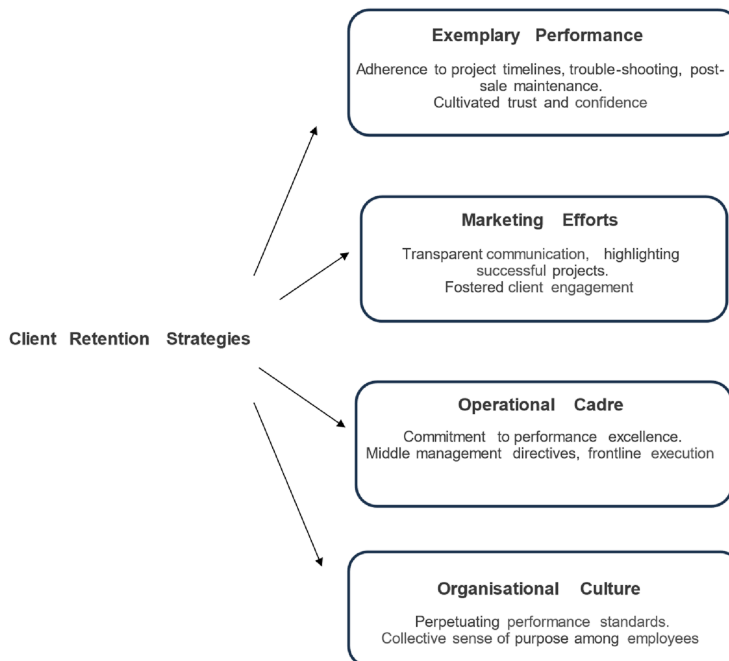 Exemplary Performance
Adherence to project timelines, trouble-shooting, post-
sale maintenance.
Cultivated trust and confidence
Marketing Efforts
Transparent communication, highlighting
successful projects.
Fostered client engagement
Client Retention Strategies
Operational Cadre
Commitment to performance excellence.
Middle management directives, frontline execution
Organisational Culture
Perpetuating performance standards.
Collective sense of purpose among employees